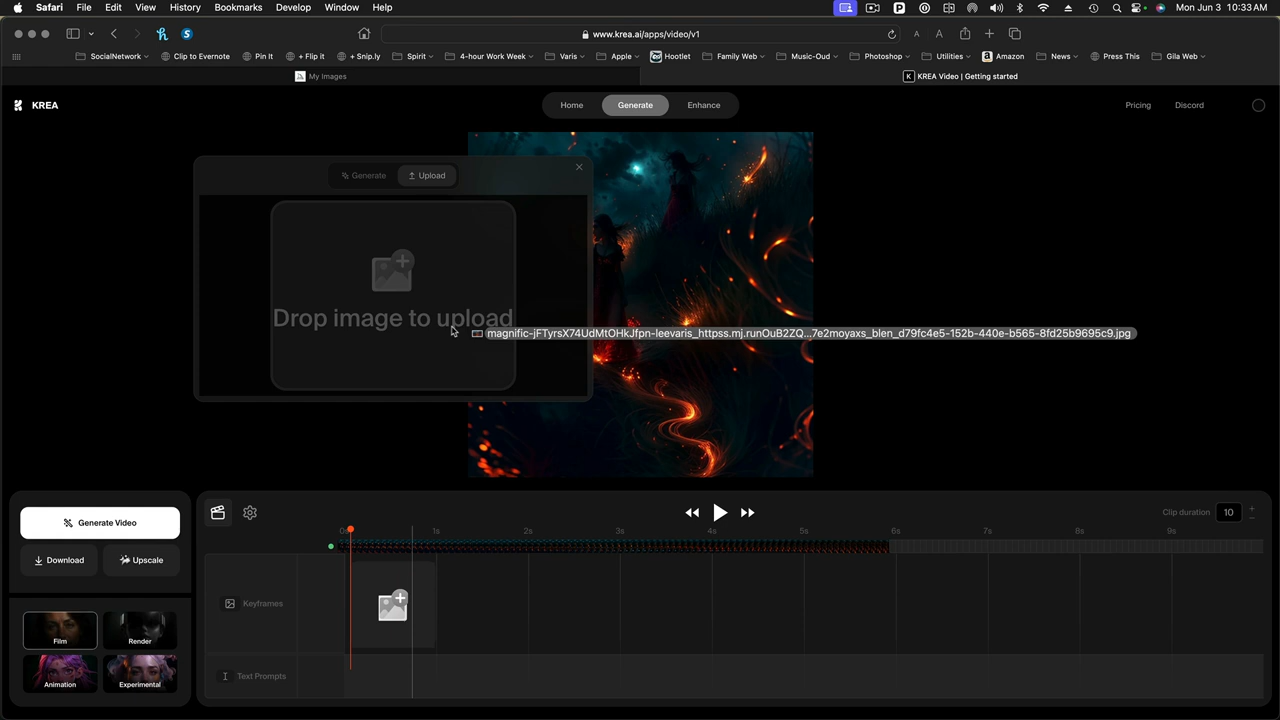 Safari File Edit View History Bookmarks Develop Window Help Mon Jun 3 10:33 AM
www.krea.ai/apps/video/v1
SocialNetwork Clip to Evernote Pin It + Flip it + Snip.ly Spirit 4-hour Work Week Varis Apple Hootlet Family Web Music-Oud Photoshop Utilities Amazon News Press This Gila Web
My Images
KREA Video | Getting started
KREA Home Generate Enhance Pricing Discord
Generate Upload
Drop image to upload
magnific-jFTyrsX74UdMtOHkJfpn-leevaris_httpss.mj.runOuB2ZQ...7e2moyaxs_blen_d79fc4e5-152b-440e-b565-8fd25b9695c9.jpg
Generate Video
Download Upscale
Film Render
Animation Experimental
Clip duration 10
0s 1s 2s 3s 4s 5s 6s 7s 8s 9s
Keyframes
Text Prompts